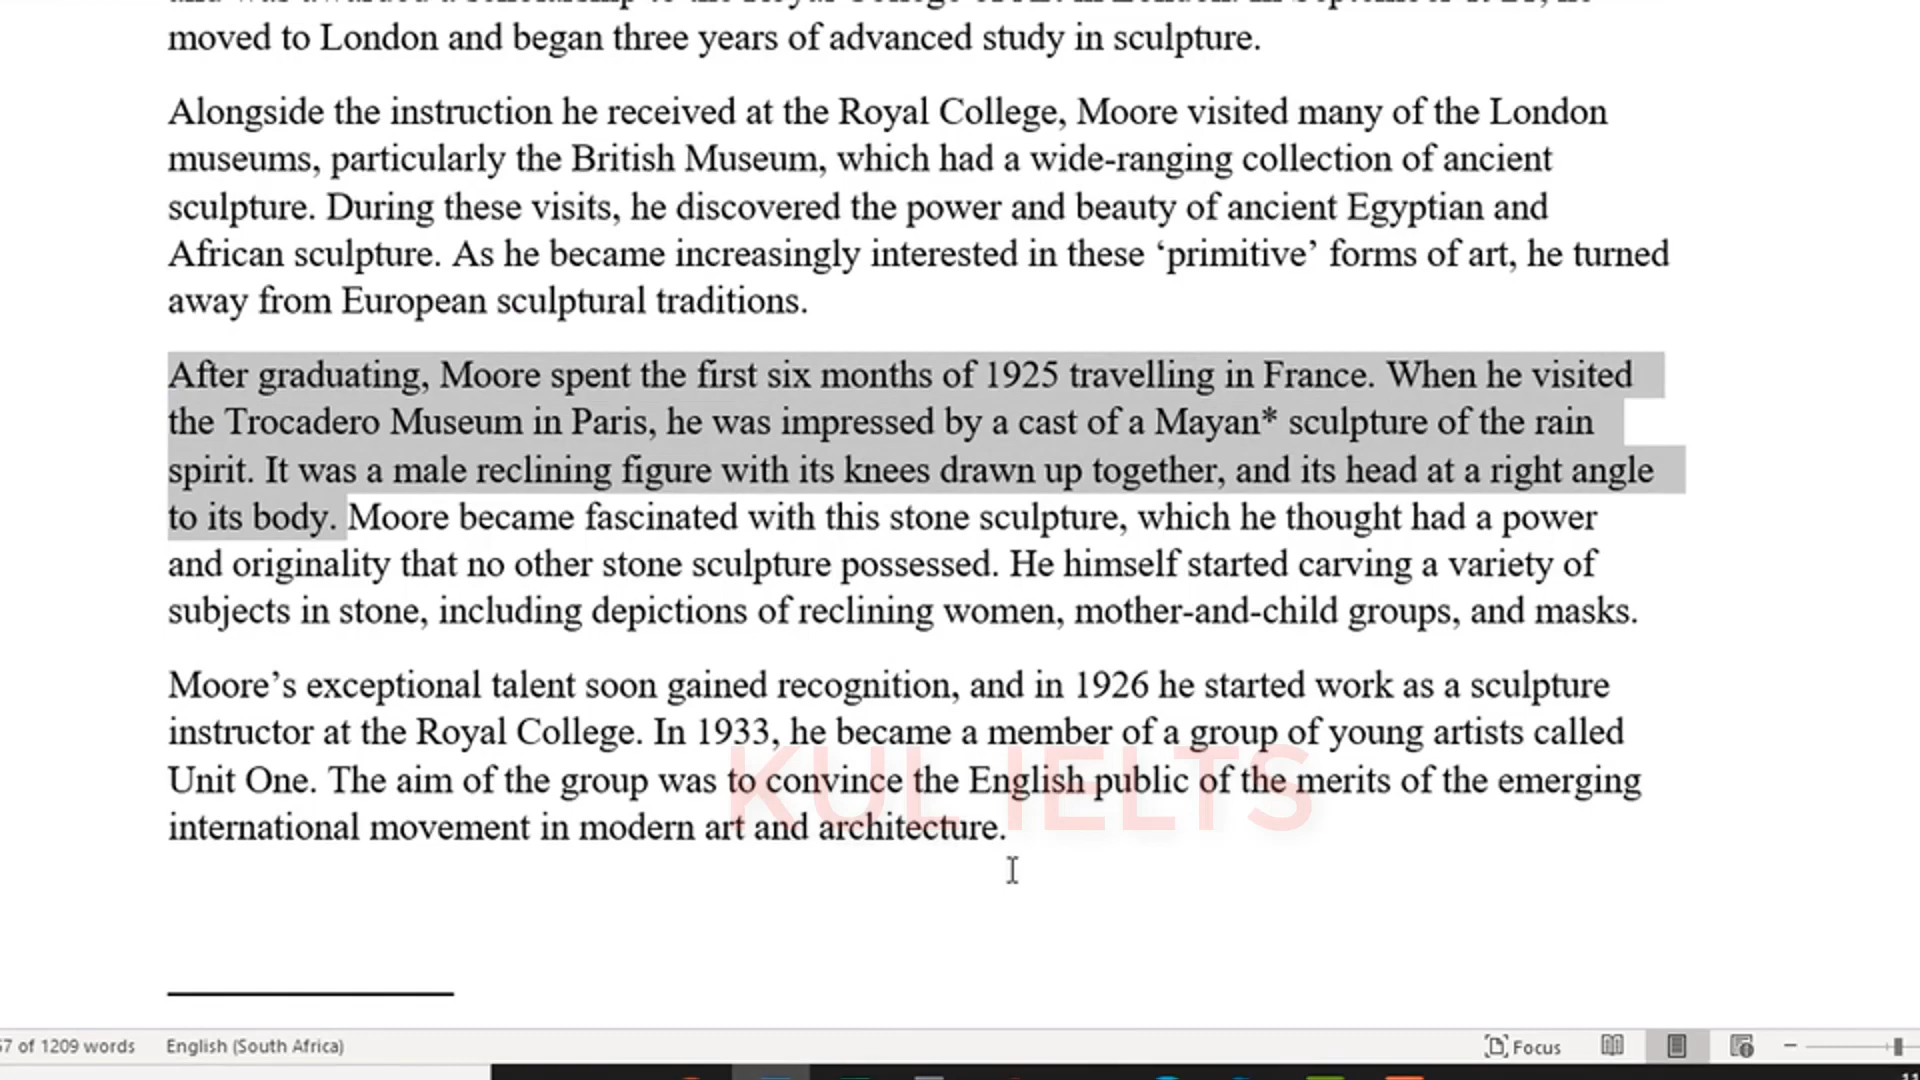 moved to London and began three years of advanced study in sculpture.
Alongside the instruction he received at the Royal College, Moore visited many of the London
museums, particularly the British Museum, which had a wide-ranging collection of ancient
sculpture. During these visits, he discovered the power and beauty of ancient Egyptian and
African sculpture. As he became increasingly interested in these ‘primitive’ forms of art, he turned
away from European sculptural traditions.
After graduating, Moore spent the first six months of 1925 travelling in France. When he visited
the Trocadero Museum in Paris, he was impressed by a cast of a Mayan* sculpture of the rain
spirit. It was a male reclining figure with its knees drawn up together, and its head at a right angle
to its body. Moore became fascinated with this stone sculpture, which he thought had a power
and originality that no other stone sculpture possessed. He himself started carving a variety of
subjects in stone, including depictions of reclining women, mother-and-child groups, and masks.
Moore’s exceptional talent soon gained recognition, and in 1926 he started work as a sculpture
instructor at the Royal College. In 1933, he became a member of a group of young artists called
Unit One. The aim of the group was to convince the English public of the merits of the emerging
international movement in modern art and architecture.
KUL IELTS
of 1209 words English (South Africa) Focus